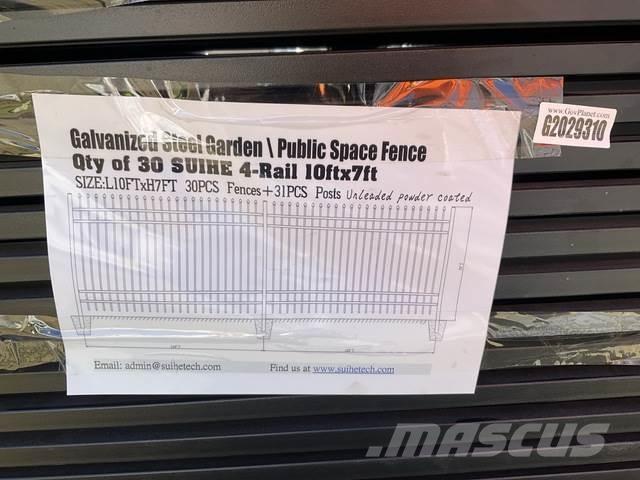 Galvanized Steel Garden \ Public Space Fence
Qty of 30 SUIHE 4-Rail 10ftx7ft
SIZE:L10FTxH7FT 30PCS Fences+31PCS Posts Unleaded powder coated
Email: admin@suihetech.com Find us at www.suihetech.com
www.GovPlanet.com
G2029310
MASCUS